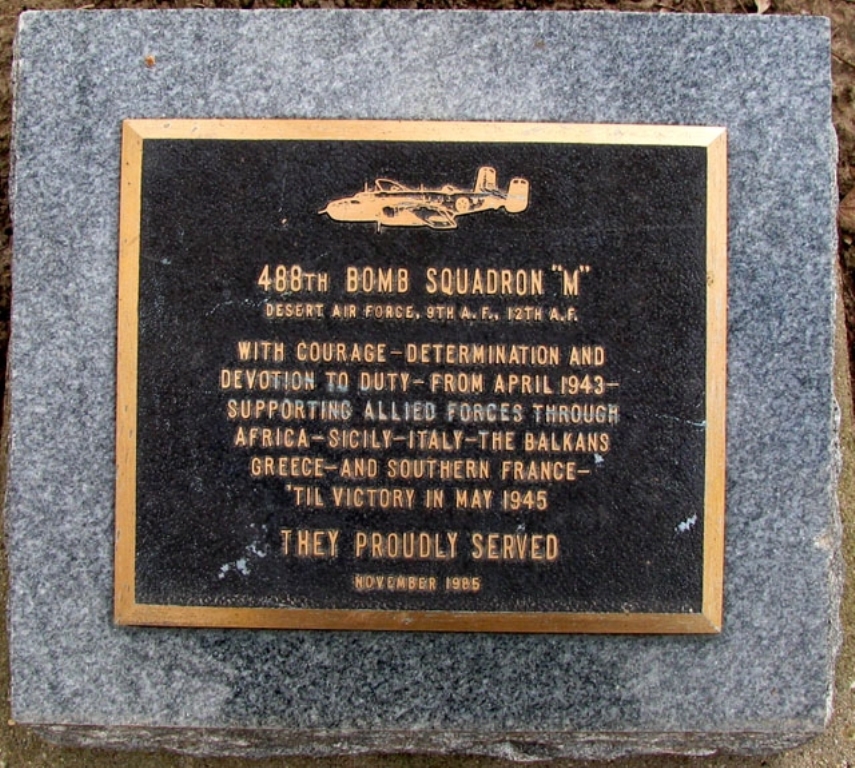 488TH BOMB SQUADRON "M"
DESERT AIR FORCE, 9TH A.F., 12TH A.F.
WITH COURAGE–DETERMINATION AND
DEVOTION TO DUTY–FROM APRIL 1943–
SUPPORTING ALLIED FORCES THROUGH
AFRICA–SICILY–ITALY–THE BALKANS
GREECE–AND SOUTHERN FRANCE–
'TIL VICTORY IN MAY 1945
THEY PROUDLY SERVED
NOVEMBER 1985